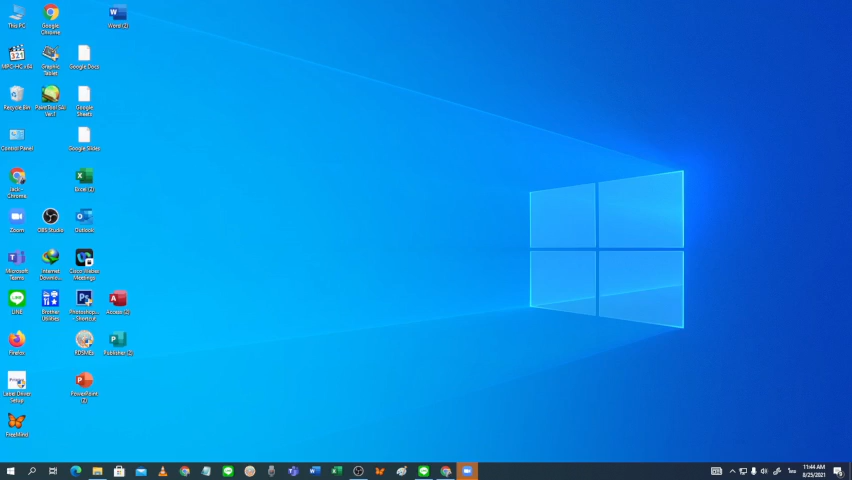 This PC
Google
Chrome
Word (2)
MPC-HC x64
Graphic
Tablet
Google Docs
Recycle Bin
PaintTool SAI
Ver.1
Google
Sheets
Control Panel
Google Slides
Jack -
Chrome
Excel (2)
Zoom
OBS Studio
Outlook
Microsoft
Teams
Internet
Downlo...
Cisco Webex
Meetings
LINE
Brother
Utilities
Photoshop...
- Shortcut
Access (2)
Firefox
RDSMEs
Publisher (2)
Label Driver
Setup
PowerPoint
(2)
FreeMind
11:44 AM
8/25/2021